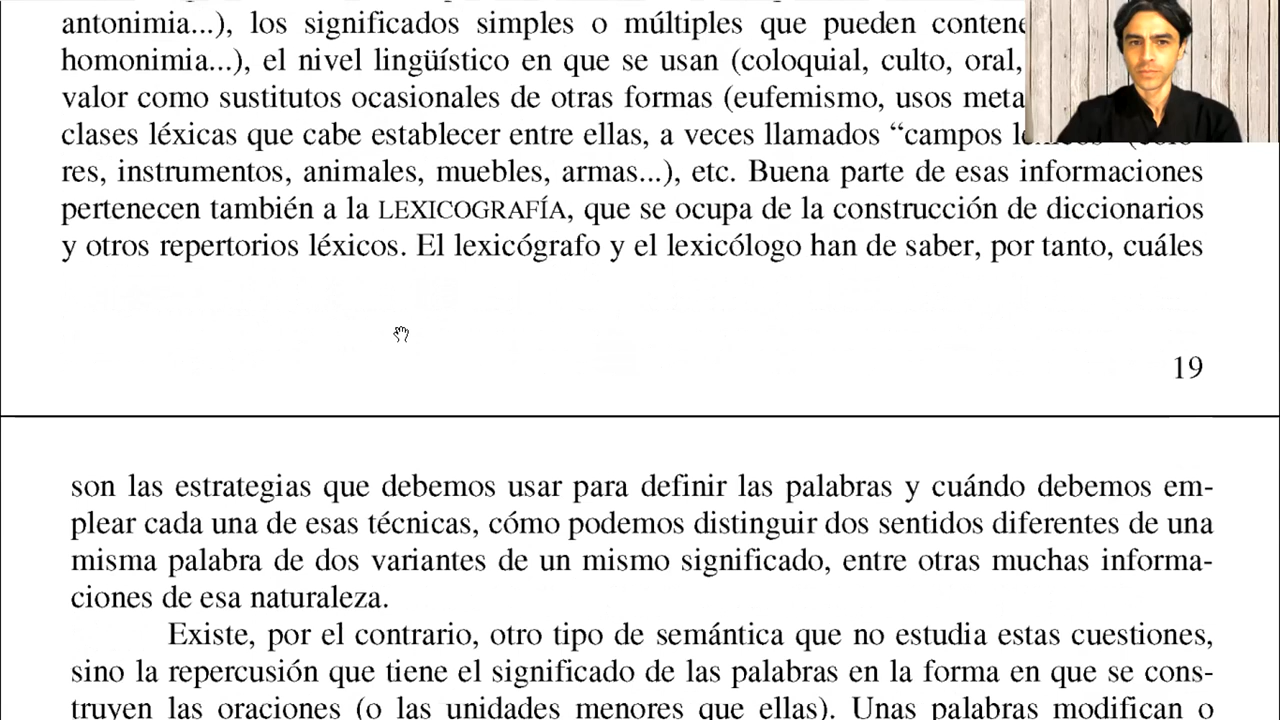 antonimia...), los significados simples o múltiples que pueden contene
homonimia...), el nivel lingüístico en que se usan (coloquial, culto, oral,
valor como sustitutos ocasionales de otras formas (eufemismo, usos meta
clases léxicas que cabe establecer entre ellas, a veces llamados “campos
res, instrumentos, animales, muebles, armas...), etc. Buena parte de esas informaciones
pertenecen también a la LEXICOGRAFÍA, que se ocupa de la construcción de diccionarios
y otros repertorios léxicos. El lexicógrafo y el lexicólogo han de saber, por tanto, cuáles
19
son las estrategias que debemos usar para definir las palabras y cuándo debemos em-
plear cada una de esas técnicas, cómo podemos distinguir dos sentidos diferentes de una
misma palabra de dos variantes de un mismo significado, entre otras muchas informa-
ciones de esa naturaleza.
Existe, por el contrario, otro tipo de semántica que no estudia estas cuestiones,
sino la repercusión que tiene el significado de las palabras en la forma en que se cons-
truyen las oraciones (o las unidades menores que ellas). Unas palabras modifican o